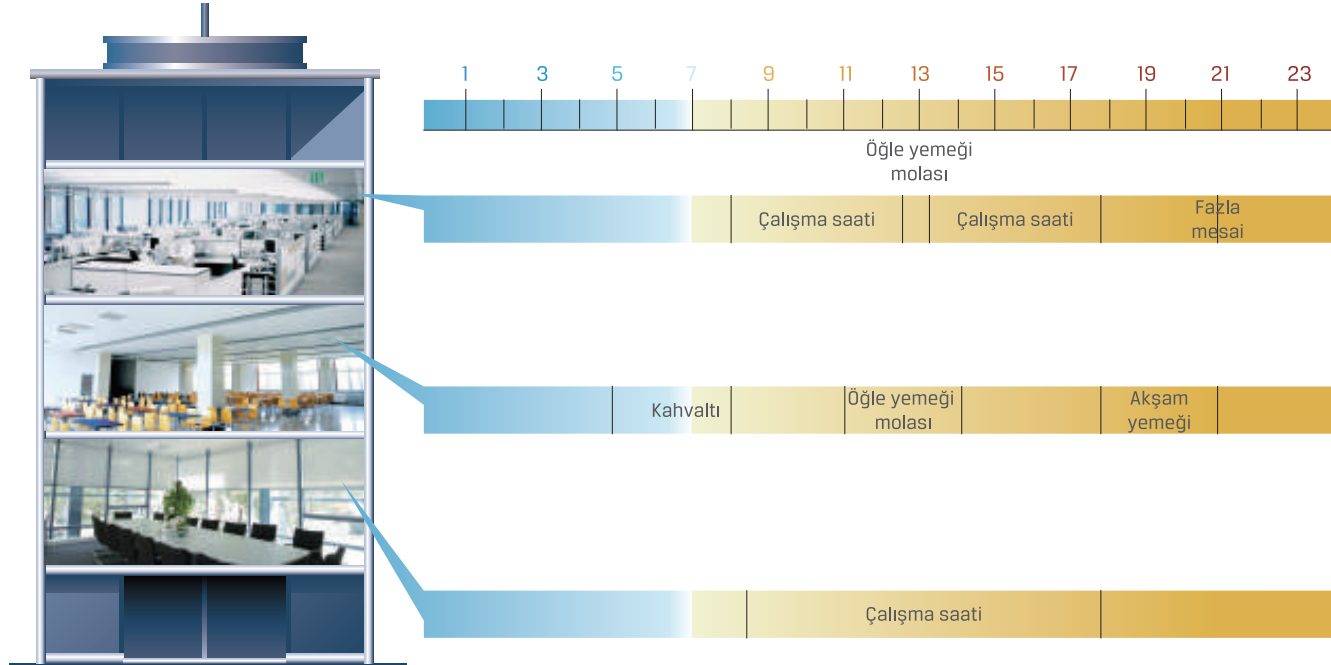 1 3 5 7 9 11 13 15 17 19 21 23
Öğle yemeği
molası
Çalışma saati Çalışma saati Fazla
mesai
Kahvaltı Öğle yemeği Akşam
molası yemeği
Çalışma saati